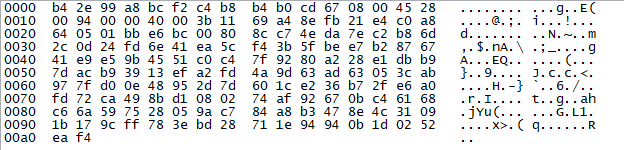 0000 b4 2e 99 a8 bc f2 c4 b8 b4 b0 cd 67 08 00 45 28 ........ ...g..E(
0010 00 94 00 00 40 00 3b 11 69 a4 8e fb 21 e4 c0 a8 ....@.;. i...!...
0020 64 05 01 bb e6 bc 00 80 8c c7 4e da 7e c2 b8 6d d....... ..N.~..m
0030 2c 0d 24 fd 6e 41 ea 5c f4 3b 5f be e7 b2 87 67 ,.$.nA.\ .;_....g
0040 41 e9 e5 9b 45 51 c0 c4 7f 92 80 a2 28 e1 db b9 A...EQ.. ....(...
0050 7d ac b9 39 13 ef a2 fd 4a 9d 63 ad 63 05 3c ab }..9.... J.c.c.<.
0060 97 7f d0 0e 48 95 2d 7d 60 1c e2 36 b7 2f e6 a0 ....H.-} `..6./..
0070 fd 72 ca 49 8b d1 08 02 74 af 92 67 0b c4 61 68 .r.I.... t..g..ah
0080 c6 6a 59 75 28 05 9a c7 84 a8 b3 47 8e 4c 31 09 .jYu(... ...G.L1.
0090 1b 17 9c ff 78 3e bd 28 71 1e 94 94 0b 1d 02 52 ....x>.( q......R
00a0 ea f4 ..